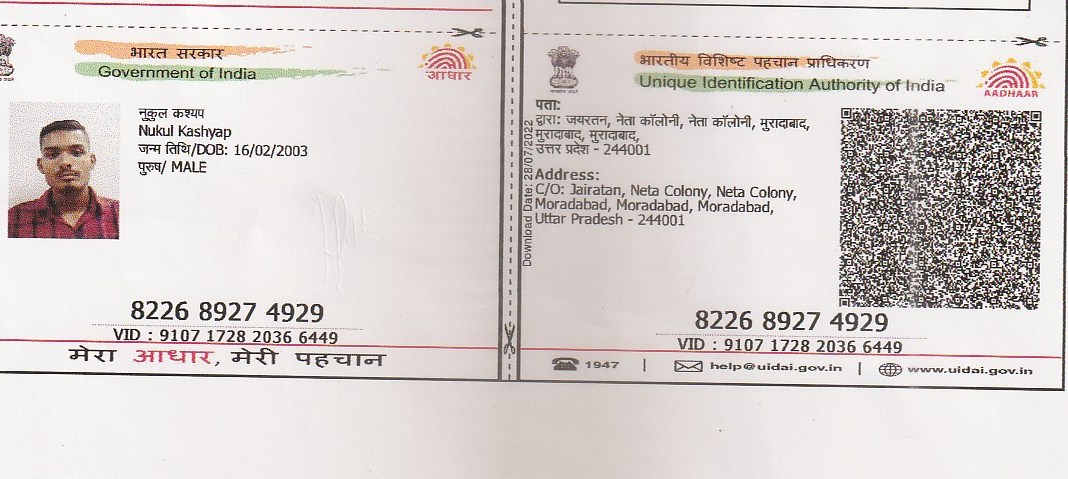 भारत सरकार
Government of India
आधार
नुकुल कश्यप
Nukul Kashyap
जन्म तिथि/DOB: 16/02/2003
पुरुष/ MALE
8226 8927 4929
VID : 9107 1728 2036 6449
मेरा आधार, मेरी पहचान
भारतीय विशिष्ट पहचान प्राधिकरण
Unique Identification Authority of India
AADHAAR
Download Date: 28/07/2022
पता:
द्वारा: जयरतन, नेता कॉलोनी, नेता कॉलोनी, मुरादाबाद,
मुरादाबाद, मुरादाबाद,
उत्तर प्रदेश - 244001
Address:
C/O: Jairatan, Neta Colony, Neta Colony,
Moradabad, Moradabad, Moradabad,
Uttar Pradesh - 244001
8226 8927 4929
VID : 9107 1728 2036 6449
1947 | help@uidai.gov.in | www.uidai.gov.in